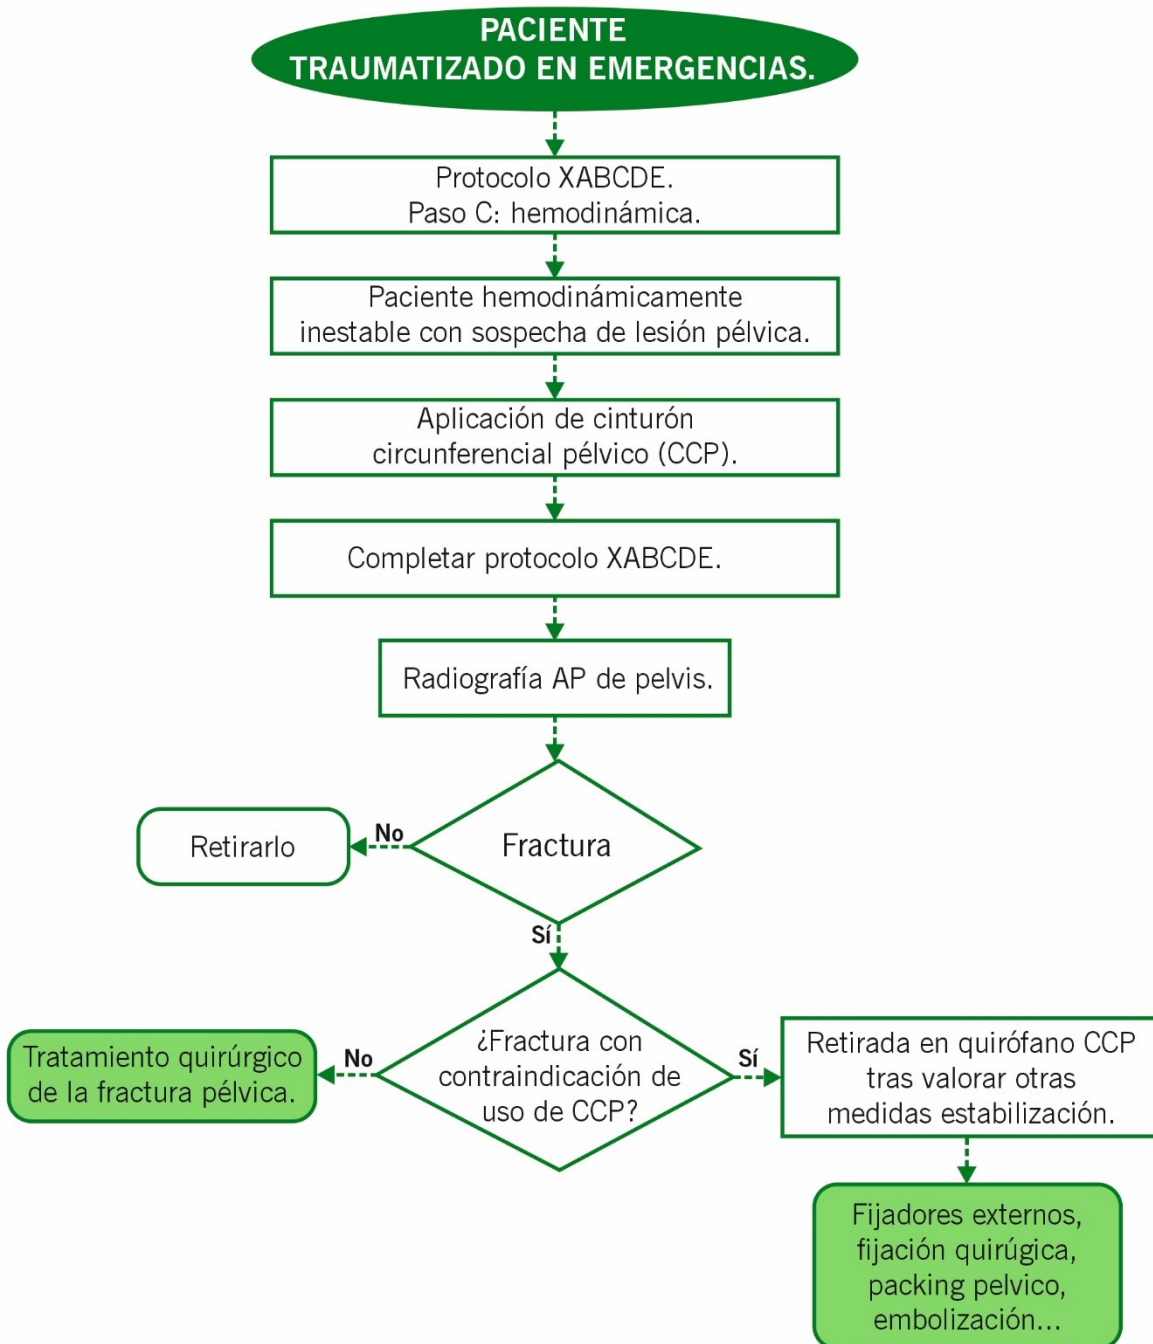 PACIENTE
TRAUMATIZADO EN EMERGENCIAS.
Protocolo XABCDE.
Paso C: hemodinámica.
Paciente hemodinámicamente
inestable con sospecha de lesión pélvica.
Aplicación de cinturón
circunferencial pélvico (CCP).
Completar protocolo XABCDE.
Radiografía AP de pelvis.
Retirarlo
No
Fractura
Sí
Tratamiento quirúrgico
de la fractura pélvica.
No
¿Fractura con
contraindicación de
uso de CCP?
Sí
Retirada en quirófano CCP
tras valorar otras
medidas estabilización.
Fijadores externos,
fijación quirúgica,
packing pelvico,
embolización...